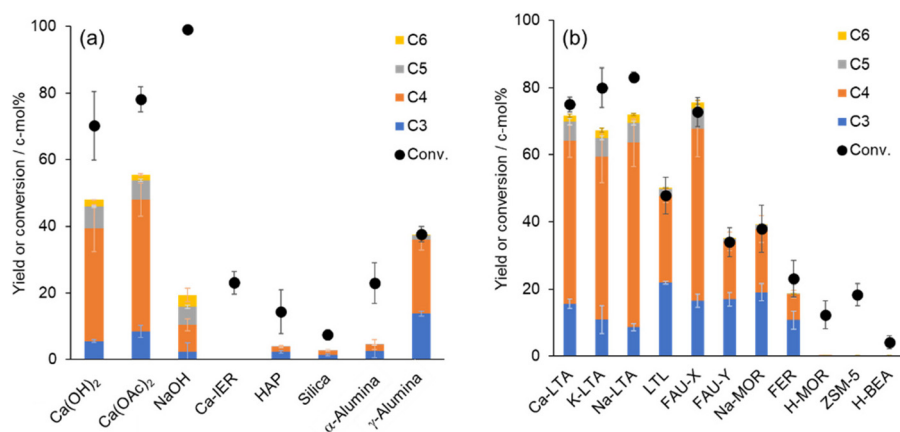 (a)
Yield or conversion / c-mol%
100
80
60
40
20
0
C6
C5
C4
C3
Conv.
Ca(OH)₂
Ca(OAc)₂
NaOH
Ca-IER
HAP
Silica
α-Alumina
γ-Alumina
(b)
Yield or conversion / c-mol%
100
80
60
40
20
0
C6
C5
C4
C3
Conv.
Ca-LTA
K-LTA
Na-LTA
LTL
FAU-X
FAU-Y
Na-MOR
FER
H-MOR
ZSM-5
H-BEA